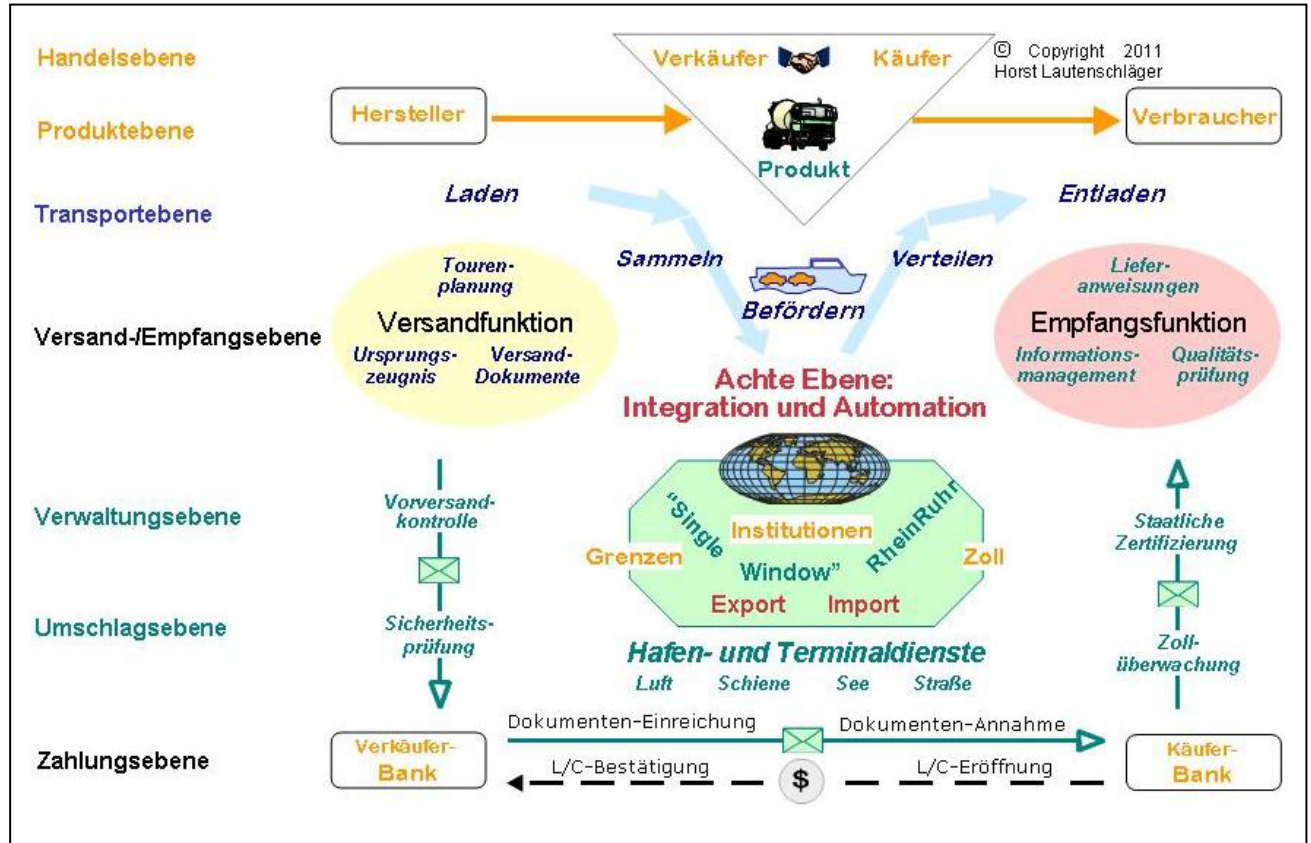 Handelsebene
Verkäufer
Käufer
© Copyright 2011
Horst Lautenschläger
Produktebene
Hersteller
Verbraucher
Produkt
Transportebene
Laden
Entladen
Sammeln
Verteilen
Befördern
Versand-/Empfangsebene
Touren-
planung
Versandfunktion
Ursprungs-
zeugnis
Versand-
Dokumente
Liefer
anweisungen
Empfangsfunktion
Informations-
management
Qualitäts-
prüfung
Achte Ebene:
Integration und Automation
Verwaltungsebene
Vorversand-
kontrolle
"Single
Window"
Institutionen
RheinRuhr
Grenzen
Zoll
Export
Import
Staatliche
Zertifizierung
Umschlagsebene
Sicherheits-
prüfung
Hafen- und Terminaldienste
Luft
Schiene
See
Straße
Zoll-
überwachung
Zahlungsebene
Verkäufer-
Bank
Dokumenten-Einreichung
Dokumenten-Annahme
L/C-Bestätigung
$
L/C-Eröffnung
Käufer-
Bank